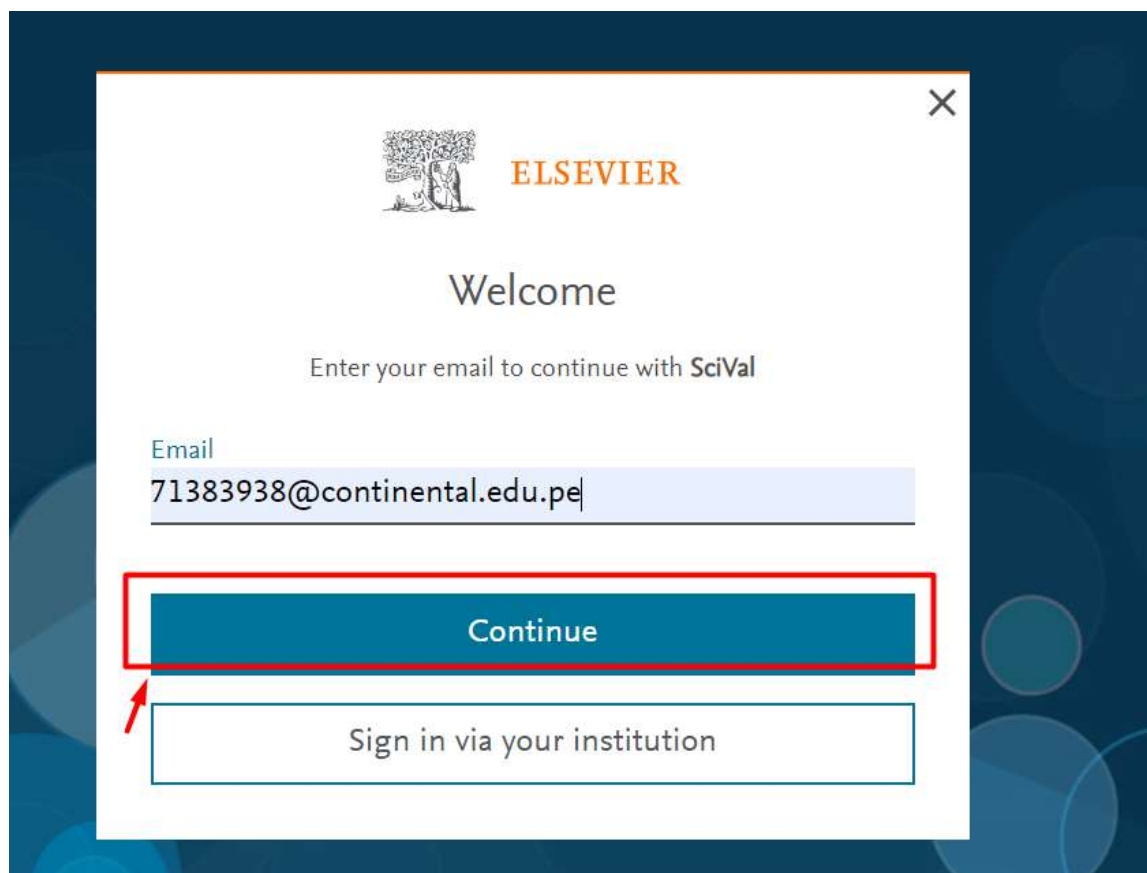 ELSEVIER
Welcome
Enter your email to continue with SciVal
Email
71383938@continental.edu.pe
Continue
Sign in via your institution